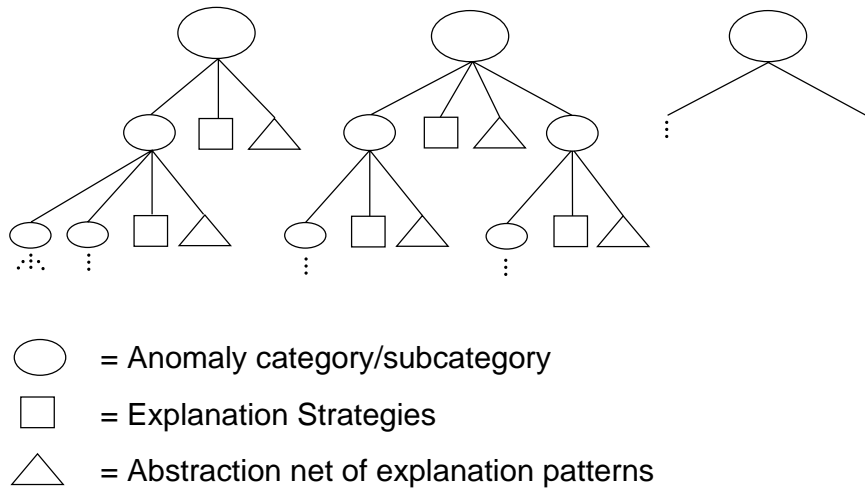 = Anomaly category/subcategory
= Explanation Strategies
= Abstraction net of explanation patterns